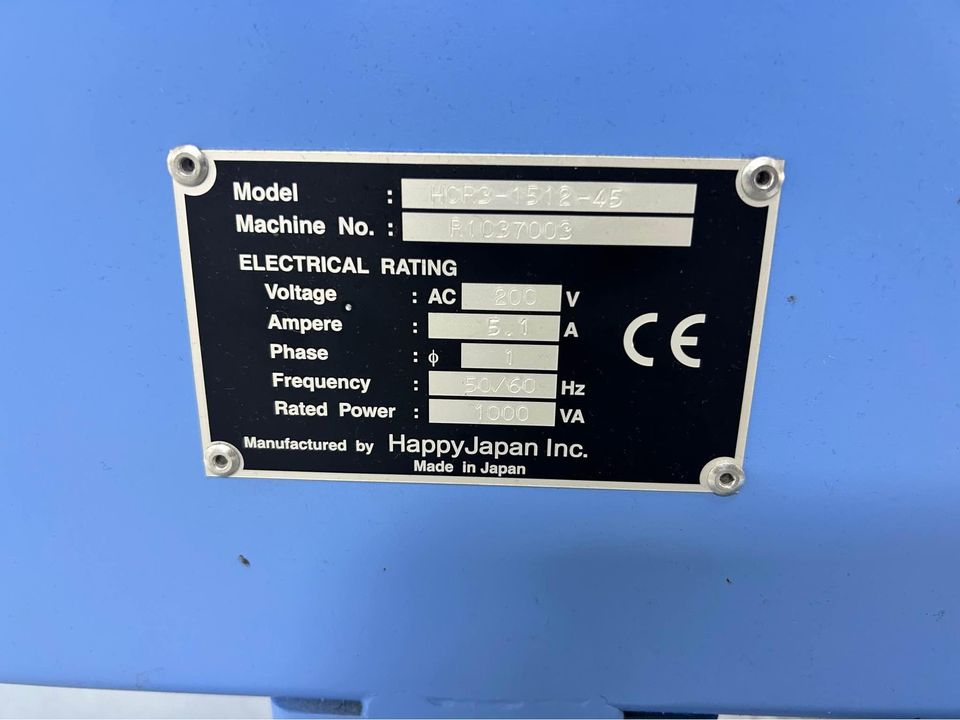 Model : HCR3-1512-45
Machine No. : R1037003
ELECTRICAL RATING
Voltage : AC 200 V
Ampere : 5.1 A
Phase : ϕ 1
Frequency : 50/60 Hz
Rated Power : 1000 VA
CE
Manufactured by HappyJapan Inc.
Made in Japan